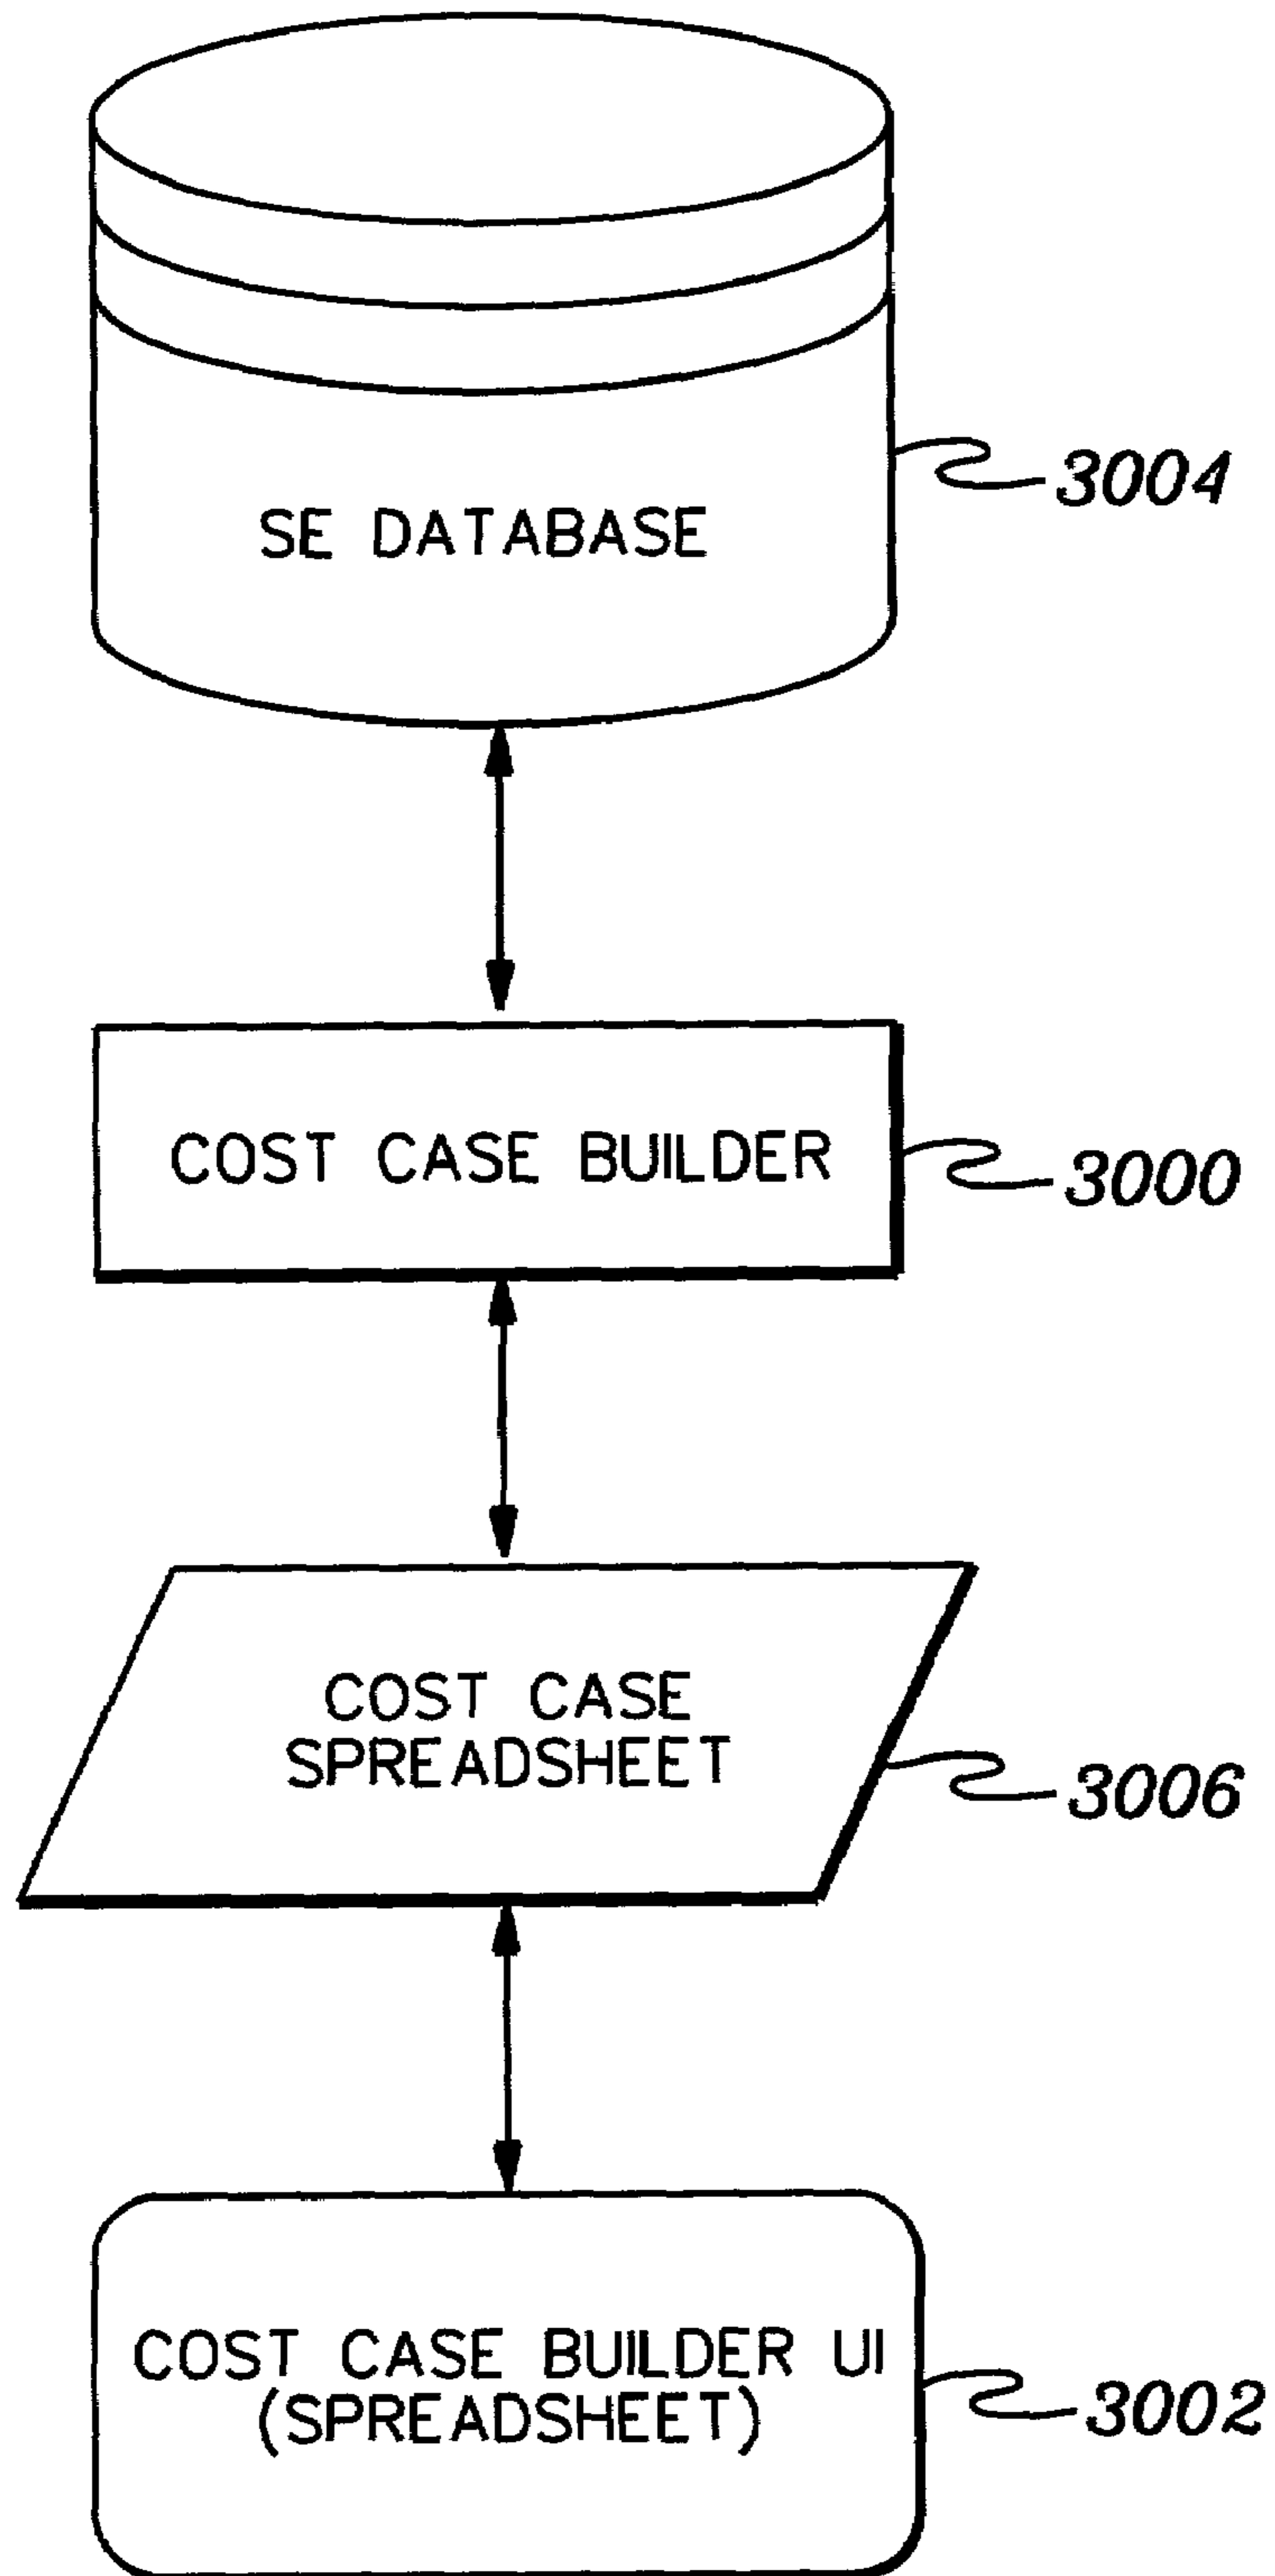 SE DATABASE
3004
COST CASE BUILDER
3000
COST CASE
SPREADSHEET
3006
COST CASE BUILDER UI
(SPREADSHEET)
3002